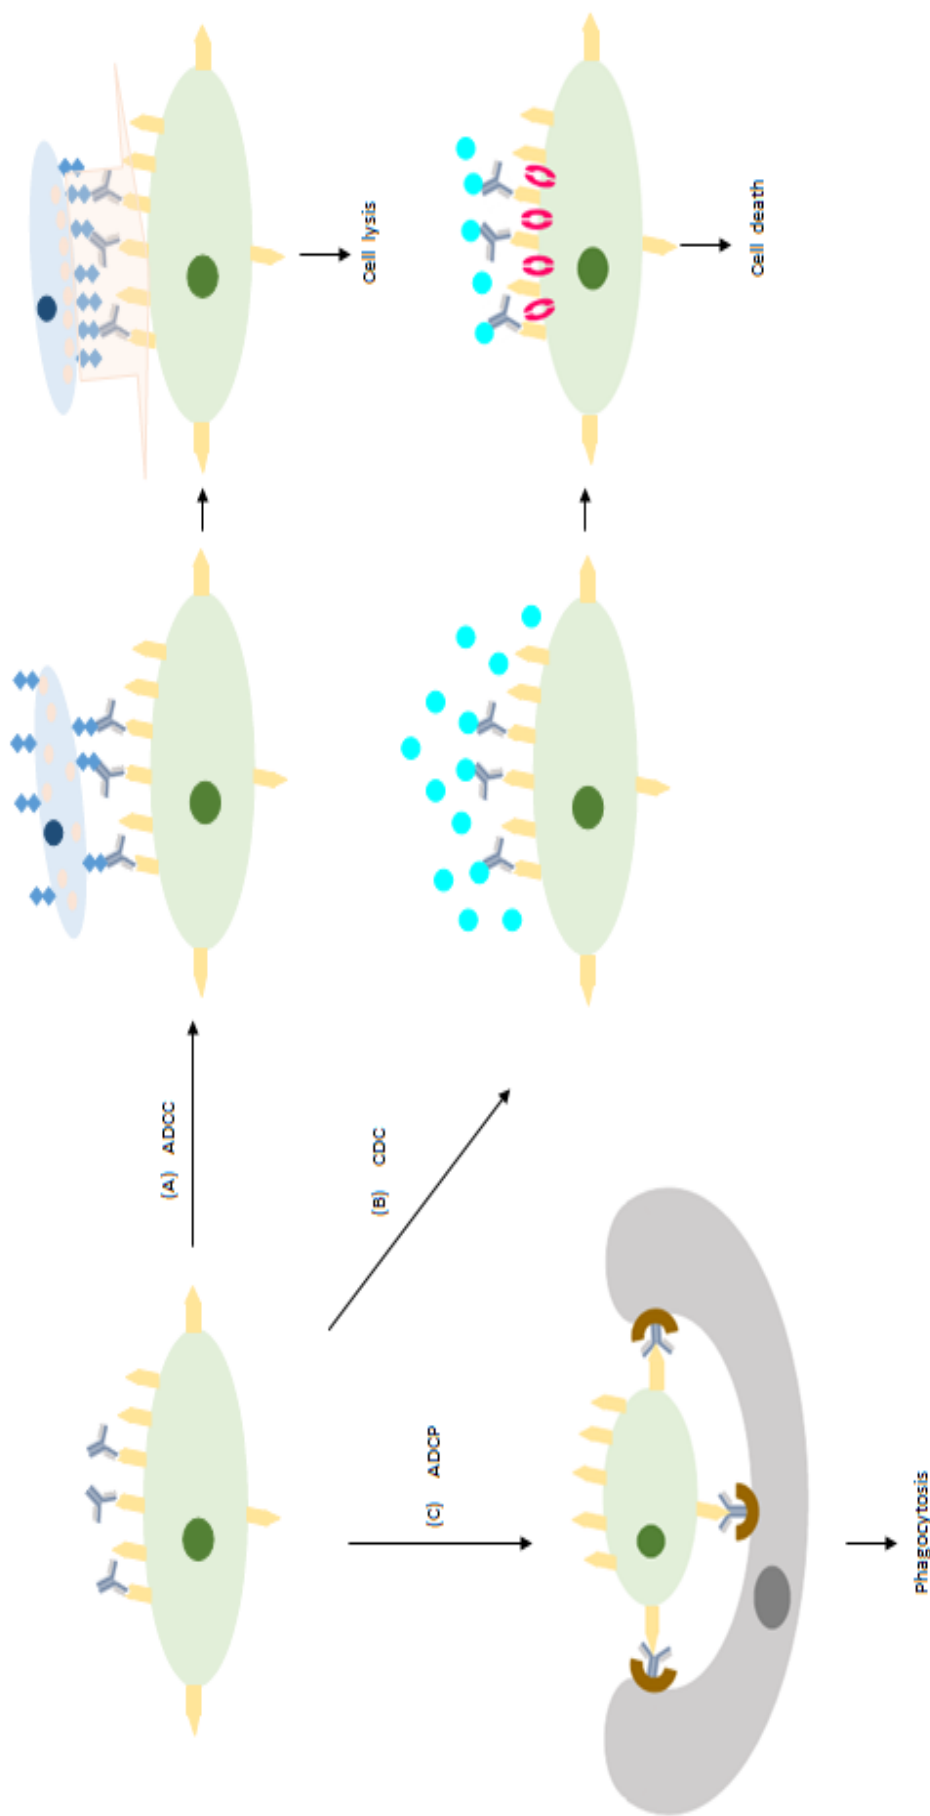 (A) ADCC
(B) CDC
(C) ADCP
Cell lysis
Cell death
Phagocytosis